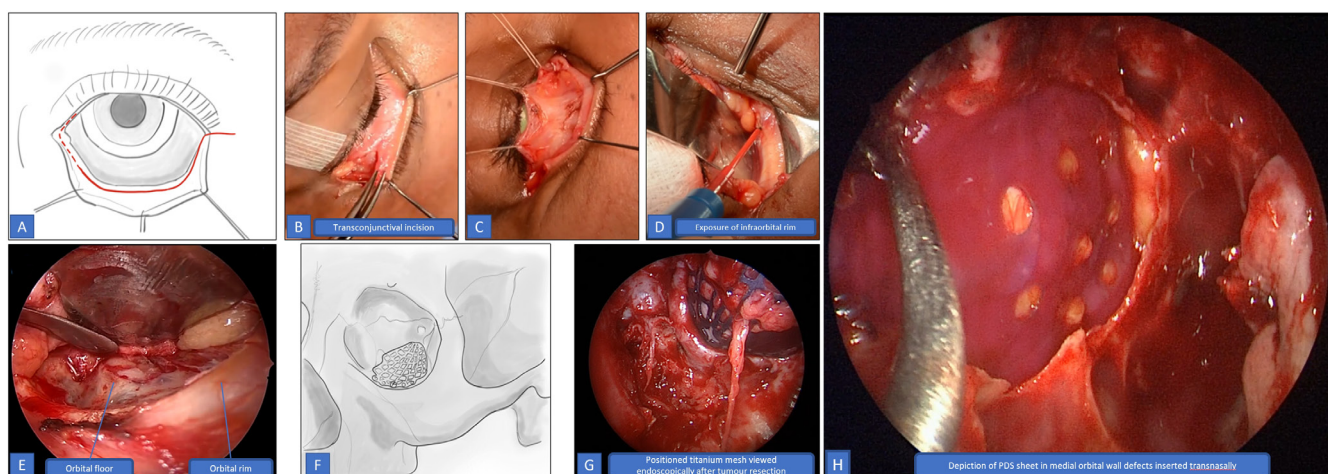 A
B
Transconjunctival incision
C
D
Exposure of infraorbital rim
E
Orbital floor
Orbital rim
F
G
Positioned titanium mesh viewed
endoscopically after tumour resection
H
Depiction of PDS sheet in medial orbital wall defects inserted transnasally